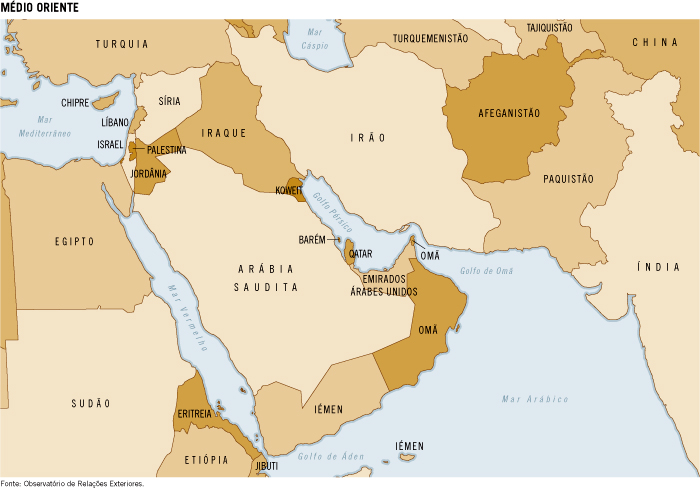 MÉDIO ORIENTE
TURQUIA
Mar
Cáspio
TURQUEMENISTÃO
TAJIQUISTÃO
CHINA
CHIPRE
SÍRIA
AFEGANISTÃO
Mar
Mediterrâneo
LÍBANO
IRAQUE
IRÃO
ISRAEL
PALESTINA
JORDÂNIA
KOWEIT
PAQUISTÃO
Golfo Pérsico
EGIPTO
BARÉM
QATAR
OMÃ
ARÁBIA
SAUDITA
Golfo de Omã
ÍNDIA
EMIRADOS
ÁRABES UNIDOS
Mar Vermelho
OMÃ
SUDÃO
ERITREIA
IÉMEN
Mar Arábico
ETIÓPIA
JIBUTI
Golfo de Áden
IÉMEN
Fonte: Observatório de Relações Exteriores.